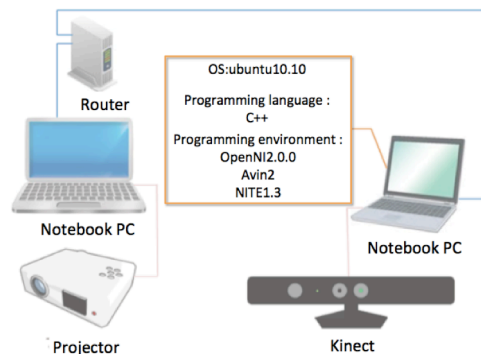 OS:ubuntu10.10
Programming language :
C++
Programming environment :
OpenNI2.0.0
Avin2
NITE1.3
Router
Notebook PC
Notebook PC
Projector
Kinect